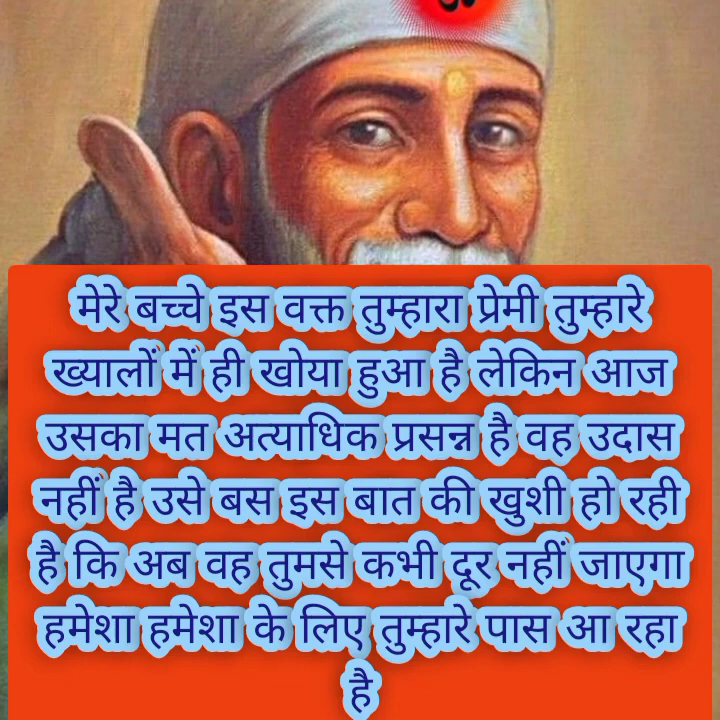 मेरे बच्चे इस वक्त तुम्हारा प्रेमी तुम्हारे
ख्यालों में ही खोया हुआ है लेकिन आज
उसका मत अत्याधिक प्रसन्न है वह उदास
नहीं है उसे बस इस बात की खुशी हो रही
है कि अब वह तुमसे कभी दूर नहीं जाएगा
हमेशा हमेशा के लिए तुम्हारे पास आ रहा
है